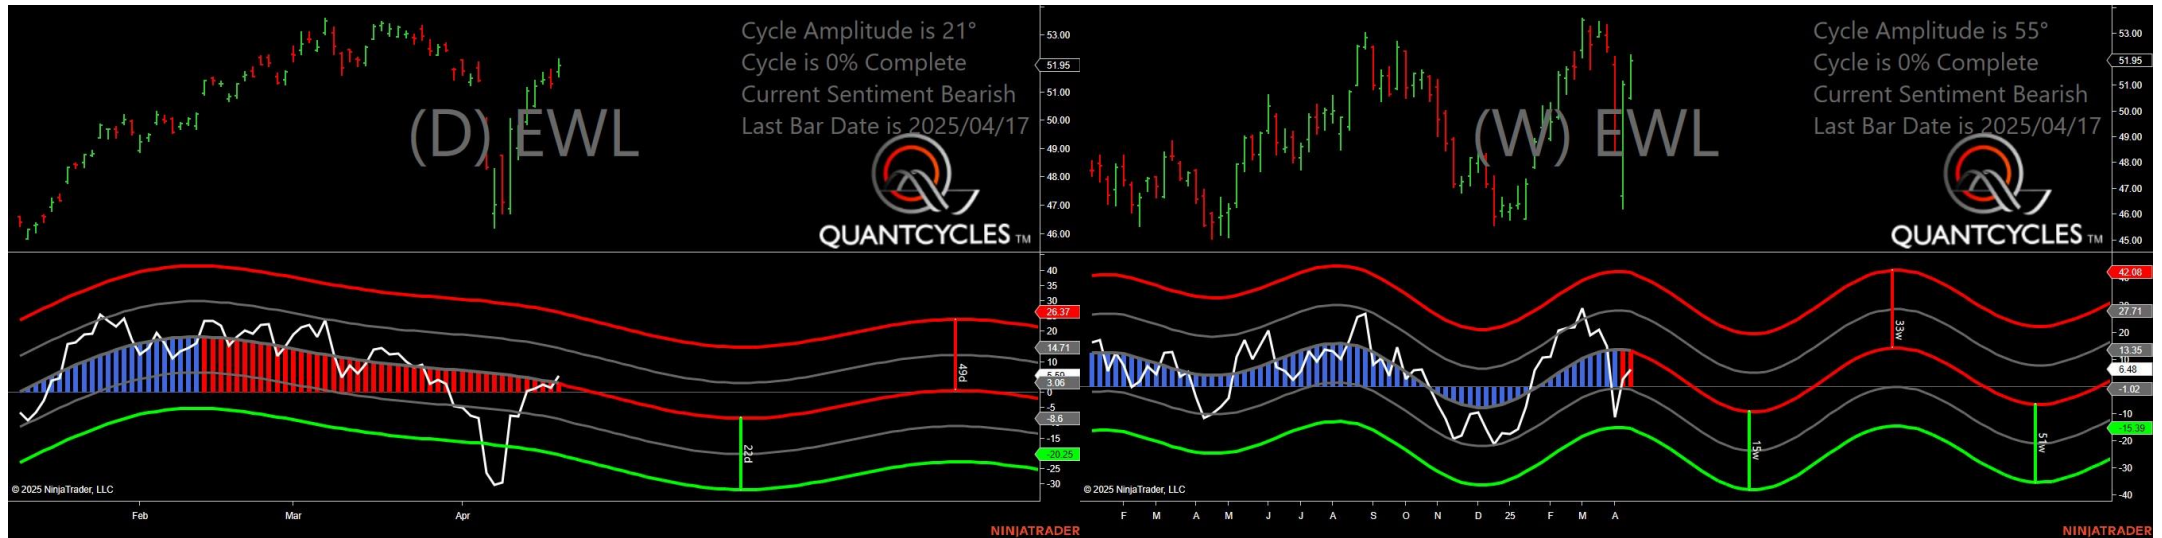 Cycle Amplitude is 21°
Cycle is 0% Complete
Current Sentiment Bearish
Last Bar Date is 2025/04/17
(D) EWL
QUANTCYCLES TM
53.00
51.95
51.00
50.00
49.00
48.00
47.00
46.00
40
35
30
26.37
20
14.71
10
3.06
0
-5
-8.6
-15
-20.25
-25
-30
49d
22d
© 2025 NinjaTrader, LLC
Feb Mar Apr
NINJATRADER
Cycle Amplitude is 55°
Cycle is 0% Complete
Current Sentiment Bearish
Last Bar Date is 2025/04/17
(W) EWL
QUANTCYCLES TM
53.00
51.95
51.00
50.00
49.00
48.00
47.00
46.00
45.00
42.08
27.71
20
13.35
6.48
-1.02
-10
-15.39
-20
-30
-40
33w
15w
51w
© 2025 NinjaTrader, LLC
F M A M J J A S O N D 25 F M A
NINJATRADER